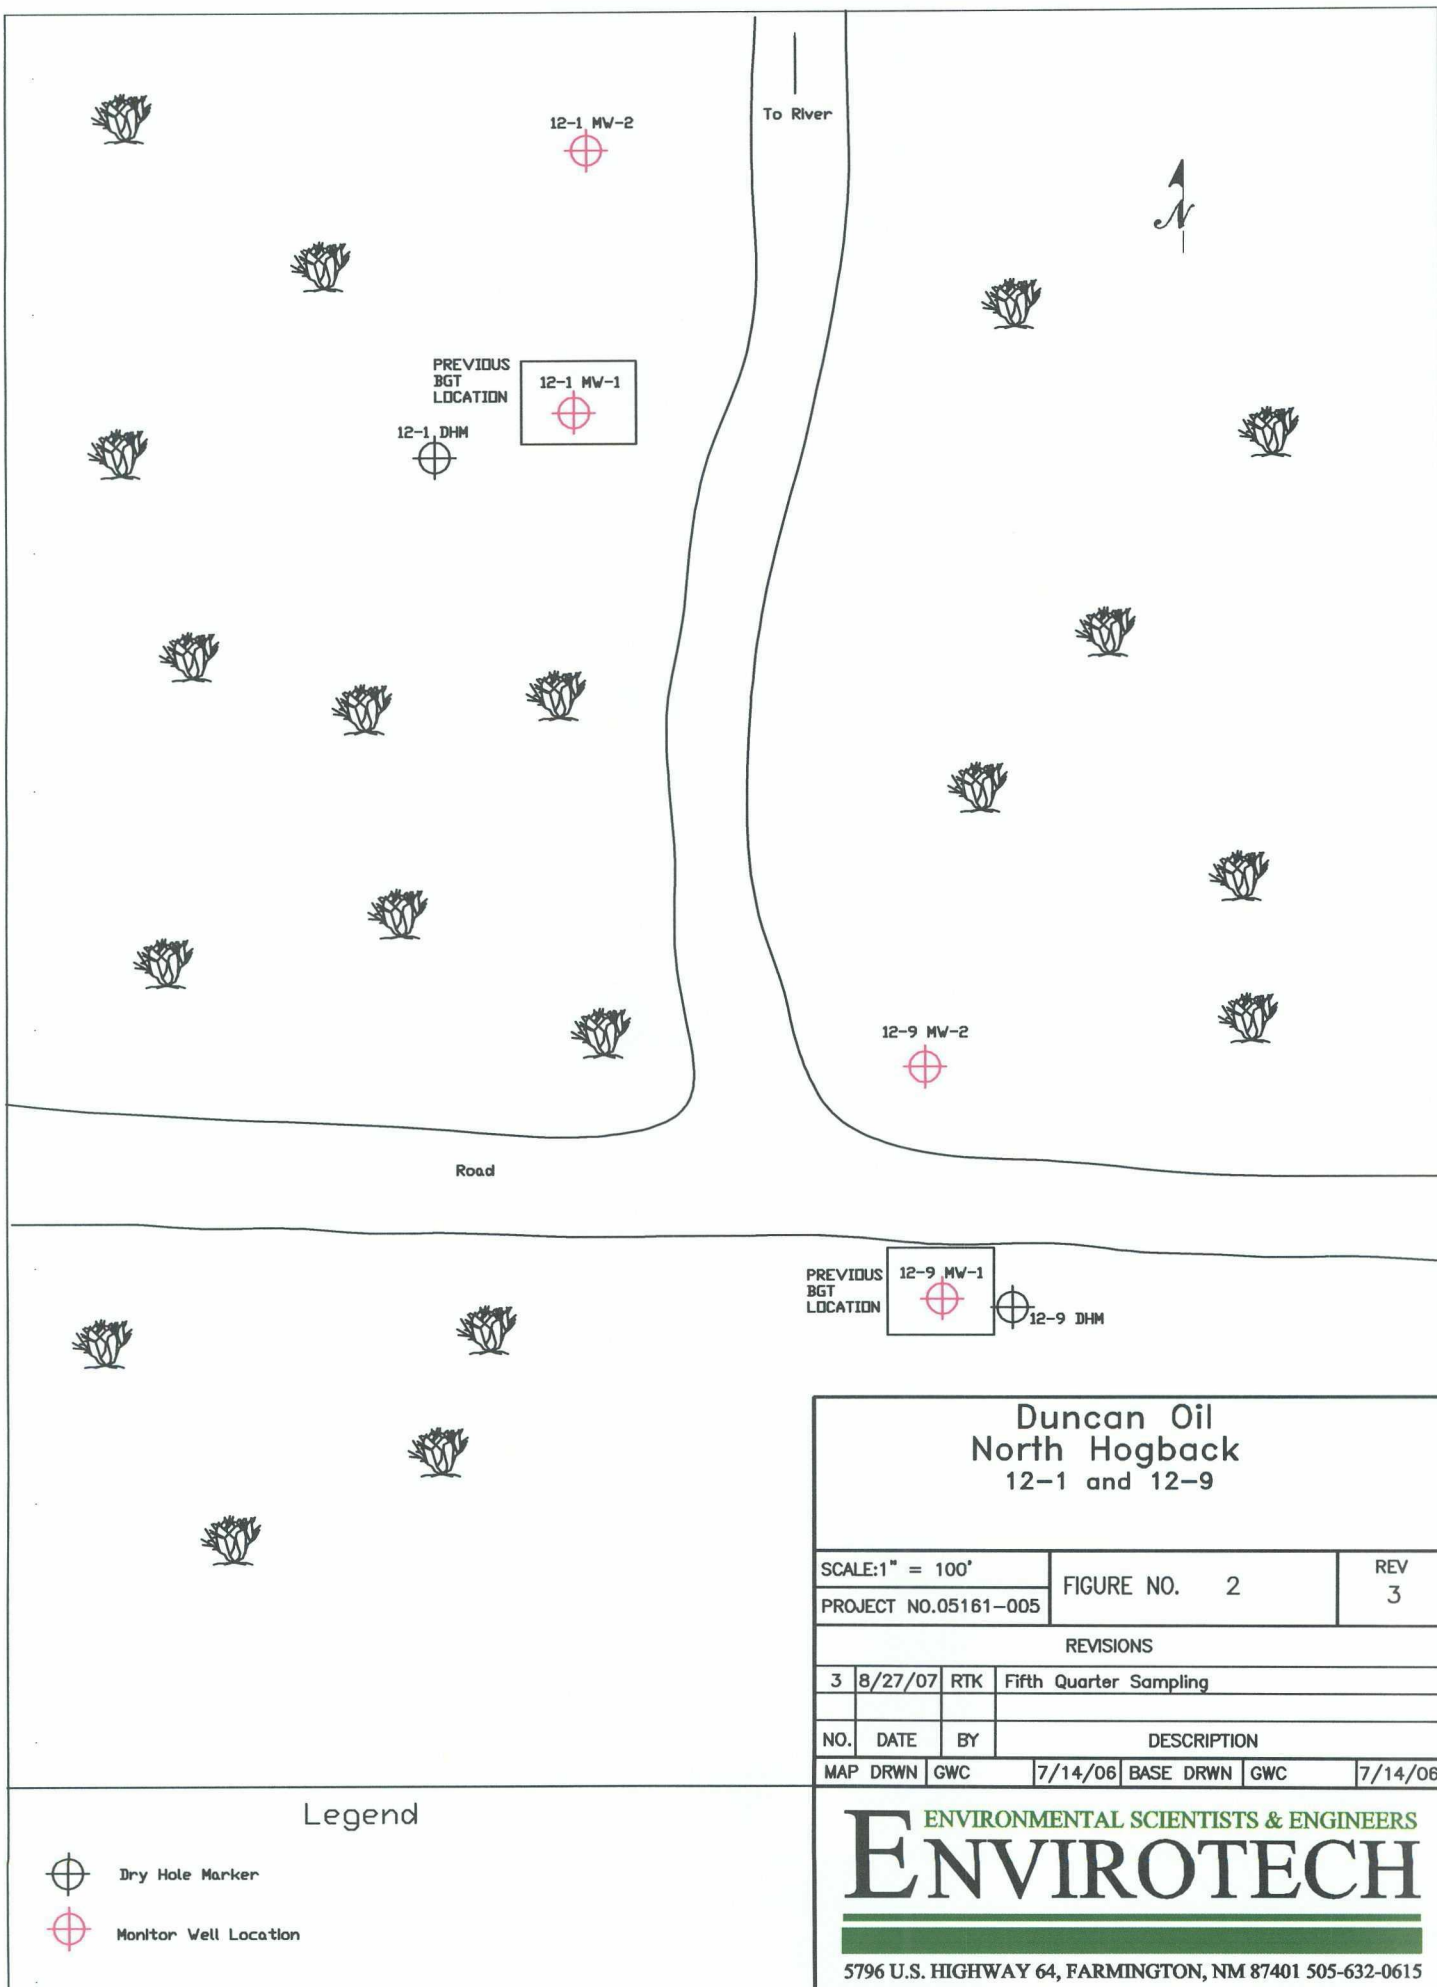 To River
12-1 MW-2
N
PREVIOUS
BGT
LOCATION
12-1 MW-1
12-1 DHM
12-9 MW-2
Road
PREVIOUS
BGT
LOCATION
12-9 MW-1
12-9 DHM
Duncan Oil
North Hogback
12-1 and 12-9
SCALE:1" = 100'
FIGURE NO. 2
REV
3
PROJECT NO.05161-005
REVISIONS
3 8/27/07 RTK Fifth Quarter Sampling
NO. DATE BY DESCRIPTION
MAP DRWN GWC 7/14/06 BASE DRWN GWC 7/14/06
Legend
Dry Hole Marker
Monitor Well Location
ENVIRONMENTAL SCIENTISTS & ENGINEERS
ENVIROTECH
5796 U.S. HIGHWAY 64, FARMINGTON, NM 87401 505-632-0615